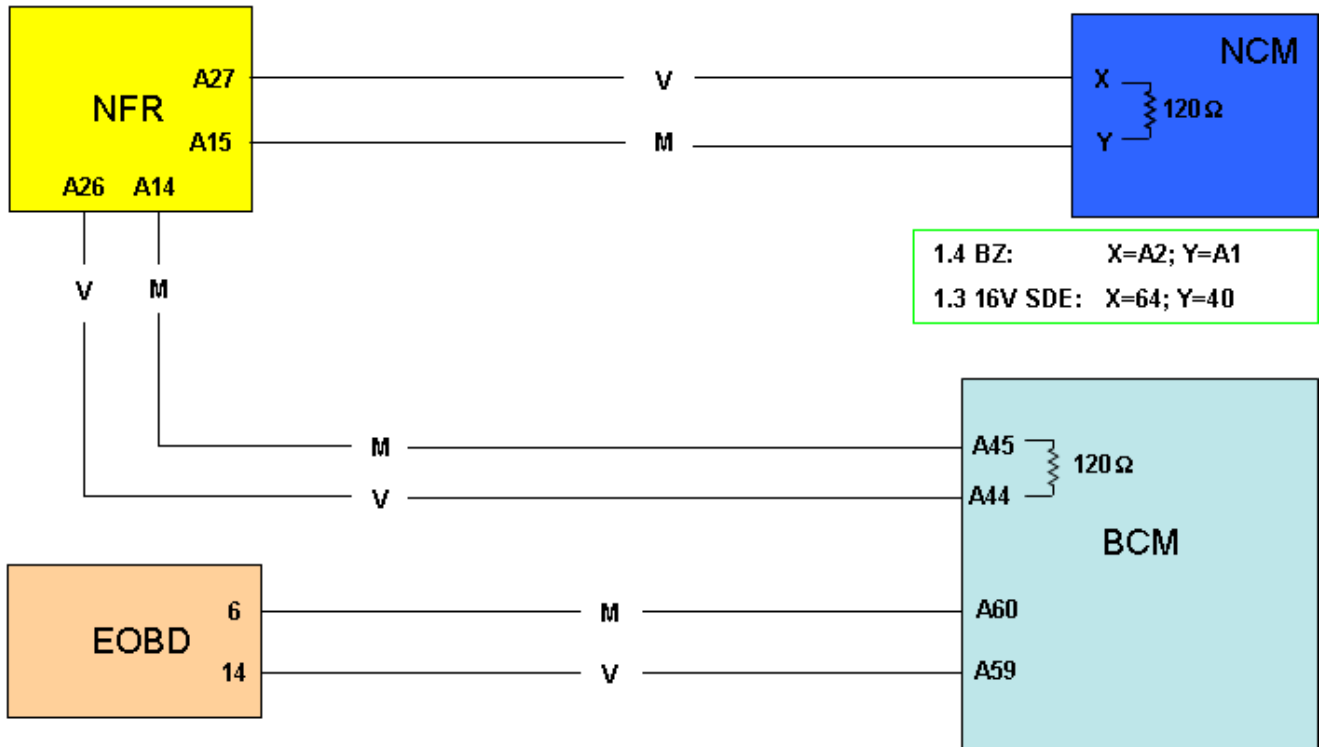 NFR
A27
A15
A26 A14
V
M
NCM
X
Y
120 Ω
1.4 BZ: X=A2; Y=A1
1.3 16V SDE: X=64; Y=40
V M
M
V
A45
A44
120 Ω
BCM
A60
A59
EOBD
6
14
M
V